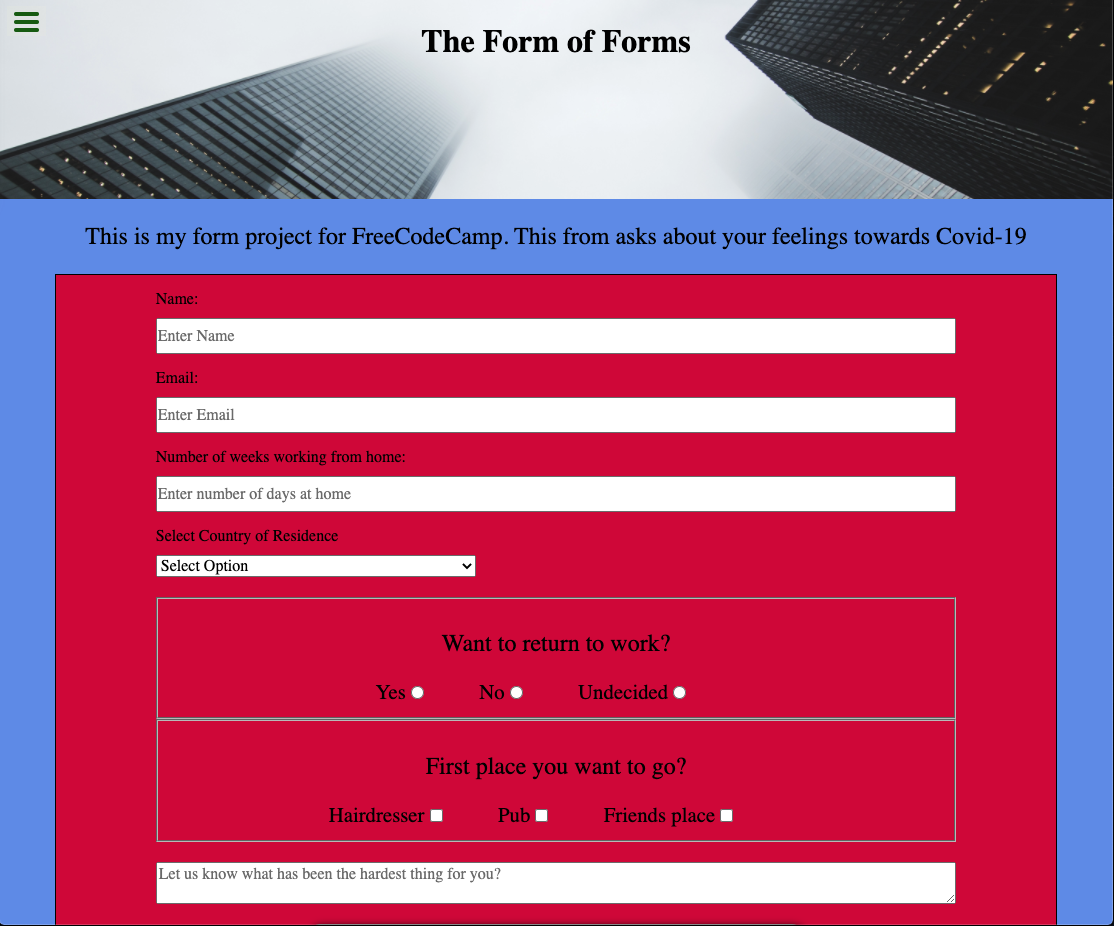 The Form of Forms
This is my form project for FreeCodeCamp. This from asks about your feelings towards Covid-19
Name:
Enter Name
Email:
Enter Email
Number of weeks working from home:
Enter number of days at home
Select Country of Residence
Select Option
Want to return to work?
Yes No Undecided
First place you want to go?
Hairdresser Pub Friends place
Let us know what has been the hardest thing for you?